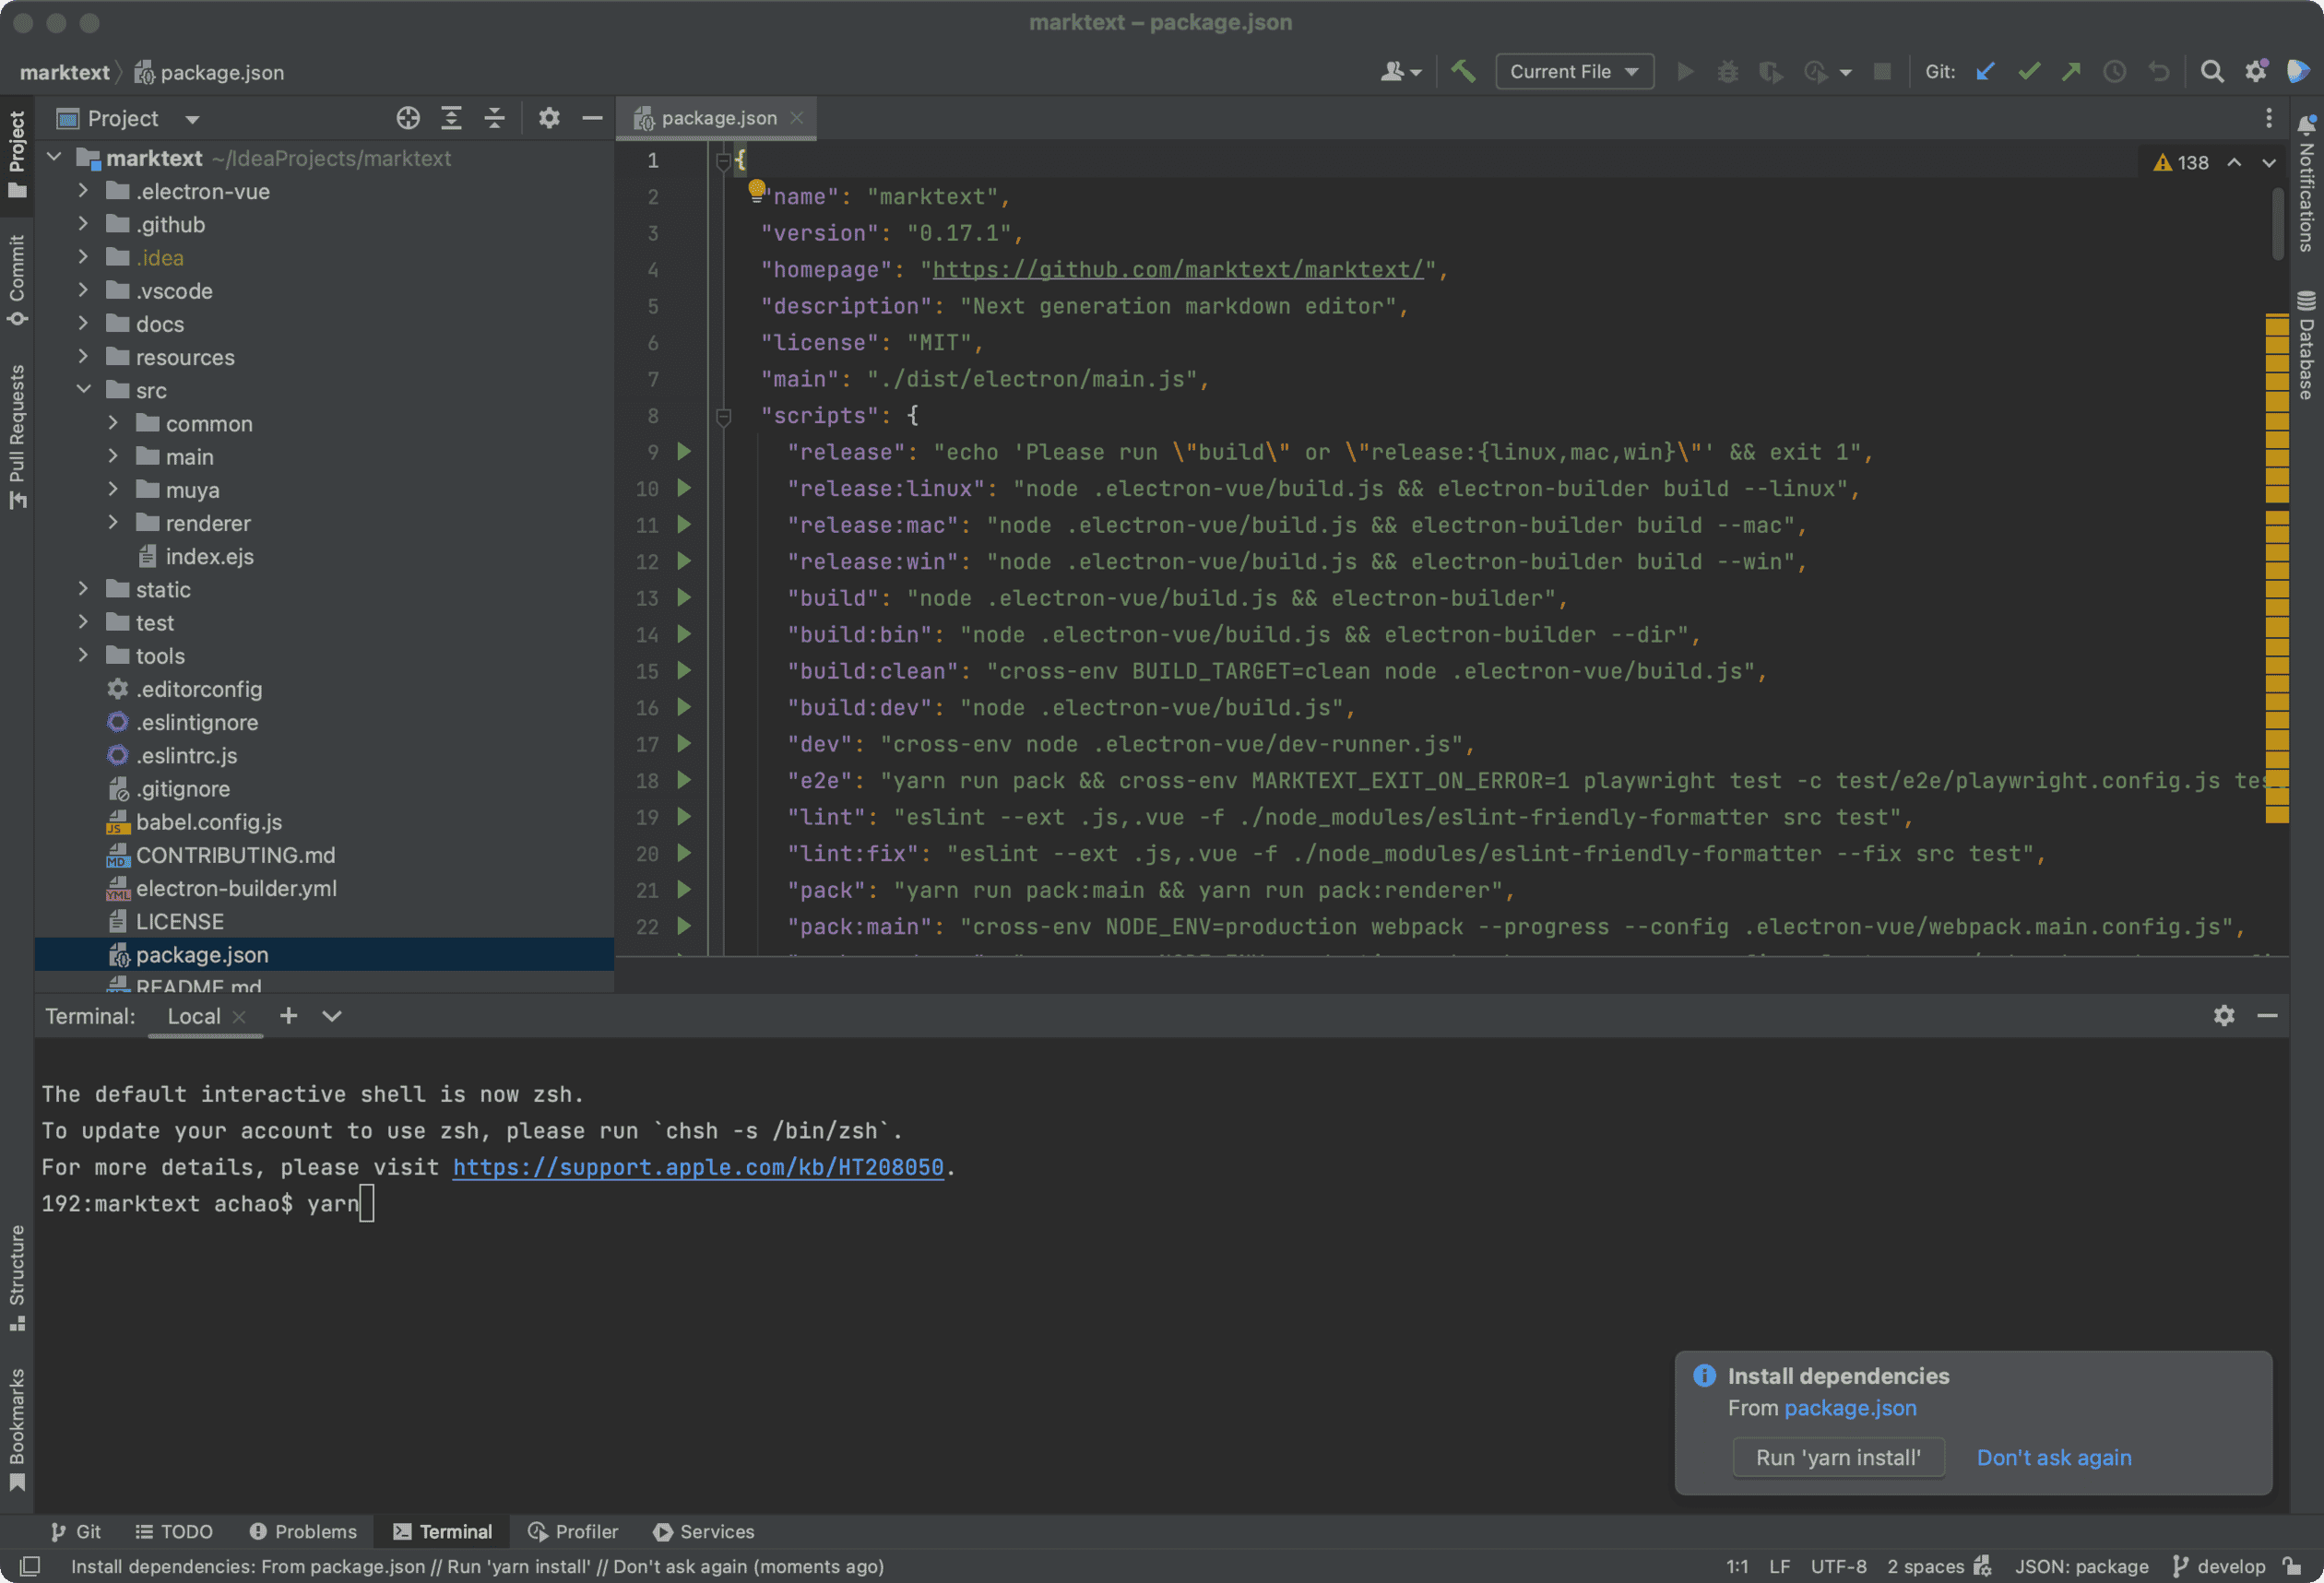 marktext – package.json
marktext package.json
Current File
Git:
Project
package.json
marktext ~/IdeaProjects/marktext
.electron-vue
.github
.idea
.vscode
docs
resources
src
common
main
muya
renderer
index.ejs
static
test
tools
.editorconfig
.eslintignore
.eslintrc.js
.gitignore
babel.config.js
CONTRIBUTING.md
electron-builder.yml
LICENSE
package.json
README.md
Project
Commit
Pull Requests
Structure
Bookmarks
138
1 {
2 "name": "marktext",
3 "version": "0.17.1",
4 "homepage": "https://github.com/marktext/marktext/",
5 "description": "Next generation markdown editor",
6 "license": "MIT",
7 "main": "./dist/electron/main.js",
8 "scripts": {
9 "release": "echo 'Please run \"build\" or \"release:{linux,mac,win}\"' && exit 1",
10 "release:linux": "node .electron-vue/build.js && electron-builder build --linux",
11 "release:mac": "node .electron-vue/build.js && electron-builder build --mac",
12 "release:win": "node .electron-vue/build.js && electron-builder build --win",
13 "build": "node .electron-vue/build.js && electron-builder",
14 "build:bin": "node .electron-vue/build.js && electron-builder --dir",
15 "build:clean": "cross-env BUILD_TARGET=clean node .electron-vue/build.js",
16 "build:dev": "node .electron-vue/build.js",
17 "dev": "cross-env node .electron-vue/dev-runner.js",
18 "e2e": "yarn run pack && cross-env MARKTEXT_EXIT_ON_ERROR=1 playwright test -c test/e2e/playwright.config.js tes
19 "lint": "eslint --ext .js,.vue -f ./node_modules/eslint-friendly-formatter src test",
20 "lint:fix": "eslint --ext .js,.vue -f ./node_modules/eslint-friendly-formatter --fix src test",
21 "pack": "yarn run pack:main && yarn run pack:renderer",
22 "pack:main": "cross-env NODE_ENV=production webpack --progress --config .electron-vue/webpack.main.config.js",
Notifications
Database
Terminal: Local
The default interactive shell is now zsh.
To update your account to use zsh, please run `chsh -s /bin/zsh`.
For more details, please visit https://support.apple.com/kb/HT208050.
192:marktext achao$ yarn
Install dependencies
From package.json
Run 'yarn install' Don't ask again
Git TODO Problems Terminal Profiler Services
Install dependencies: From package.json // Run 'yarn install' // Don't ask again (moments ago)
1:1 LF UTF-8 2 spaces JSON: package develop